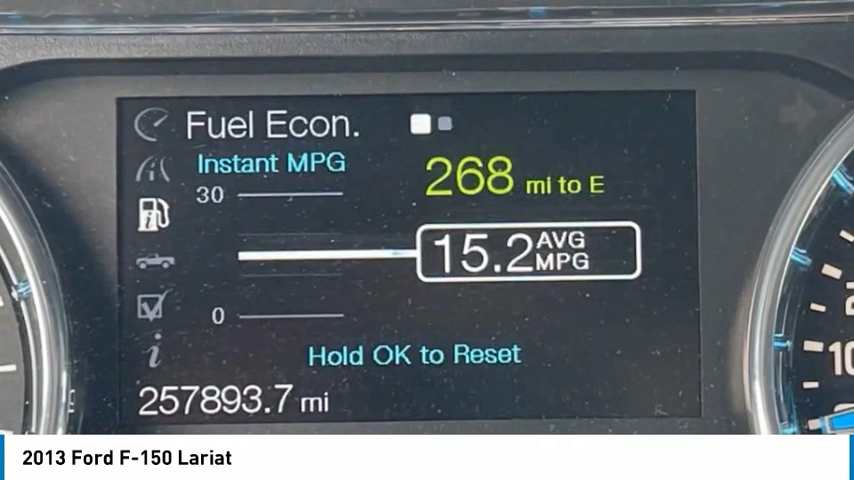 Fuel Econ.
Instant MPG
268 mi to E
30
15.2 AVG MPG
0
Hold OK to Reset
257893.7 mi
10
2013 Ford F-150 Lariat